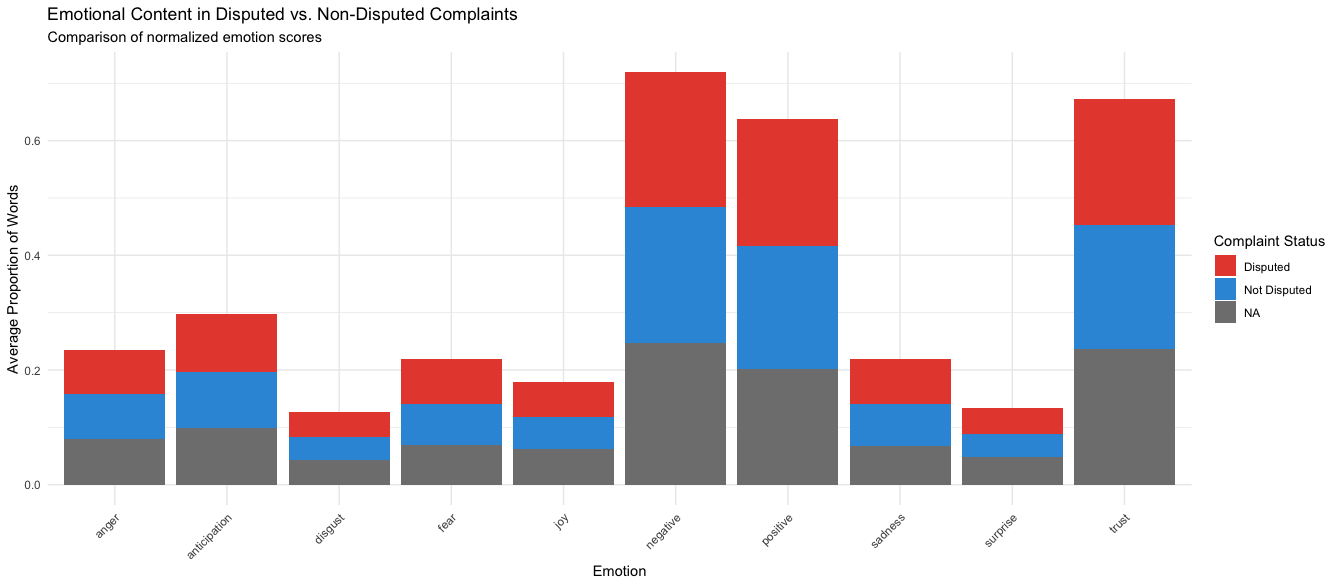 Emotional Content in Disputed vs. Non-Disputed Complaints
Comparison of normalized emotion scores
Average Proportion of Words
0.6
0.4
0.2
0.0
anger
anticipation
disgust
fear
joy
negative
positive
sadness
surprise
trust
Emotion
Complaint Status
Disputed
Not Disputed
NA